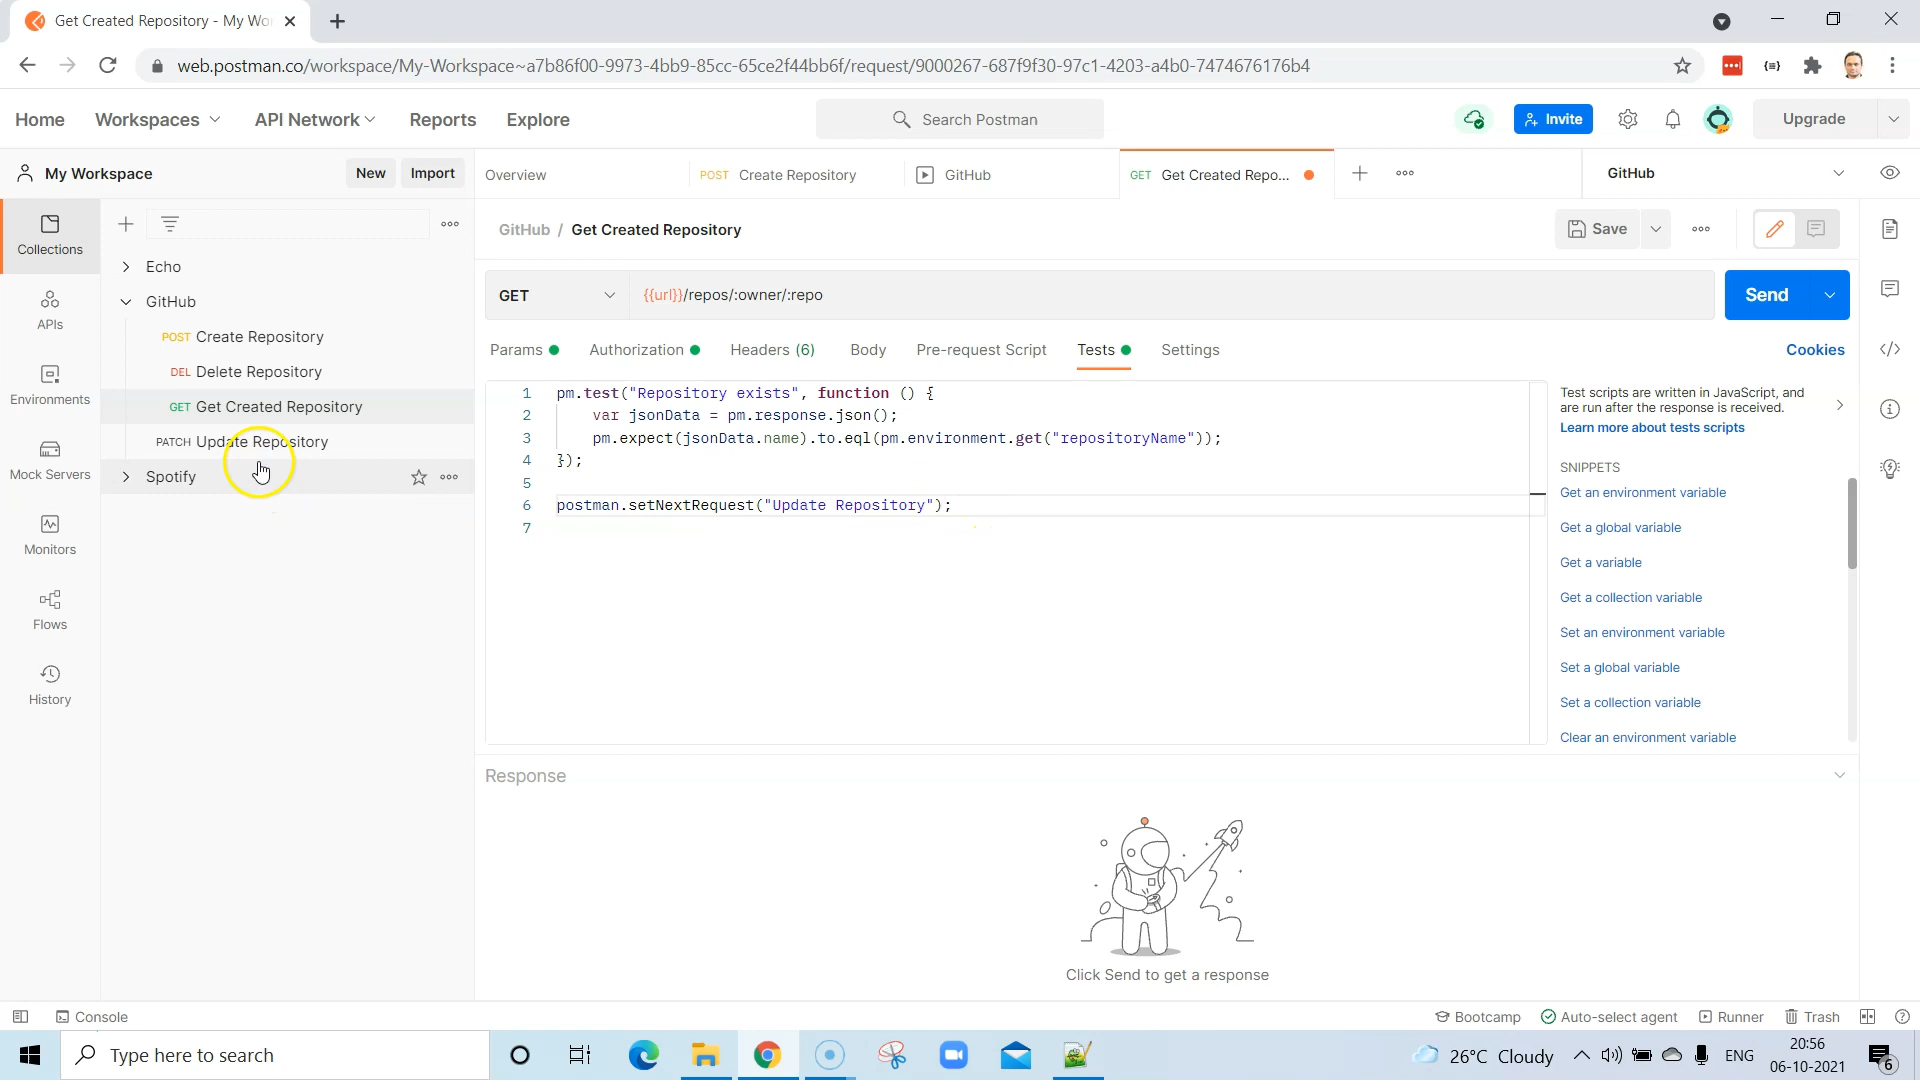 Get Created Repository - My Wo
web.postman.co/workspace/My-Workspace~a7b86f00-9973-4bb9-85cc-65ce2f44bb6f/request/9000267-687f9f30-97c1-4203-a4b0-7474676176b4
Home Workspaces API Network Reports Explore Search Postman Invite Upgrade
My Workspace New Import Overview POST Create Repository GitHub GET Get Created Repo... GitHub
Collections
APIs
Environments
Mock Servers
Monitors
Flows
History
Echo
GitHub
POST Create Repository
DEL Delete Repository
GET Get Created Repository
PATCH Update Repository
Spotify
GitHub / Get Created Repository Save
GET {{url}}/repos/:owner/:repo Send
Params Authorization Headers (6) Body Pre-request Script Tests Settings Cookies
1 pm.test("Repository exists", function () {
2 var jsonData = pm.response.json();
3 pm.expect(jsonData.name).to.eql(pm.environment.get("repositoryName"));
4 });
5
6 postman.setNextRequest("Update Repository");
7
Test scripts are written in JavaScript, and
are run after the response is received.
Learn more about tests scripts
SNIPPETS
Get an environment variable
Get a global variable
Get a variable
Get a collection variable
Set an environment variable
Set a global variable
Set a collection variable
Clear an environment variable
Response
Click Send to get a response
Console Bootcamp Auto-select agent Runner Trash
Type here to search 26°C Cloudy ENG 20:56
06-10-2021 6